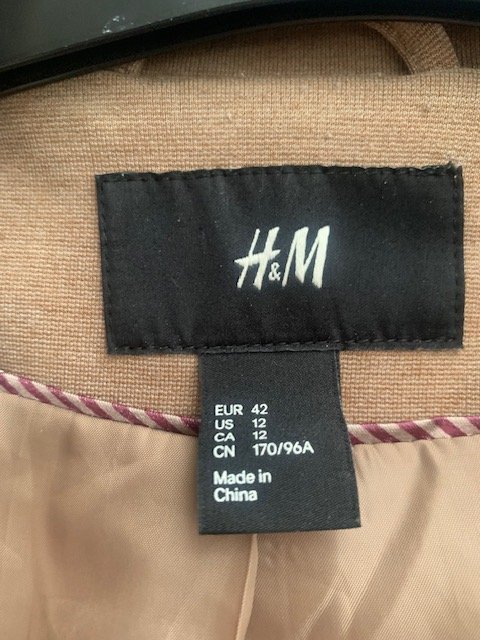 H&M
EUR 42
US 12
CA 12
CN 170/96A
Made in
China